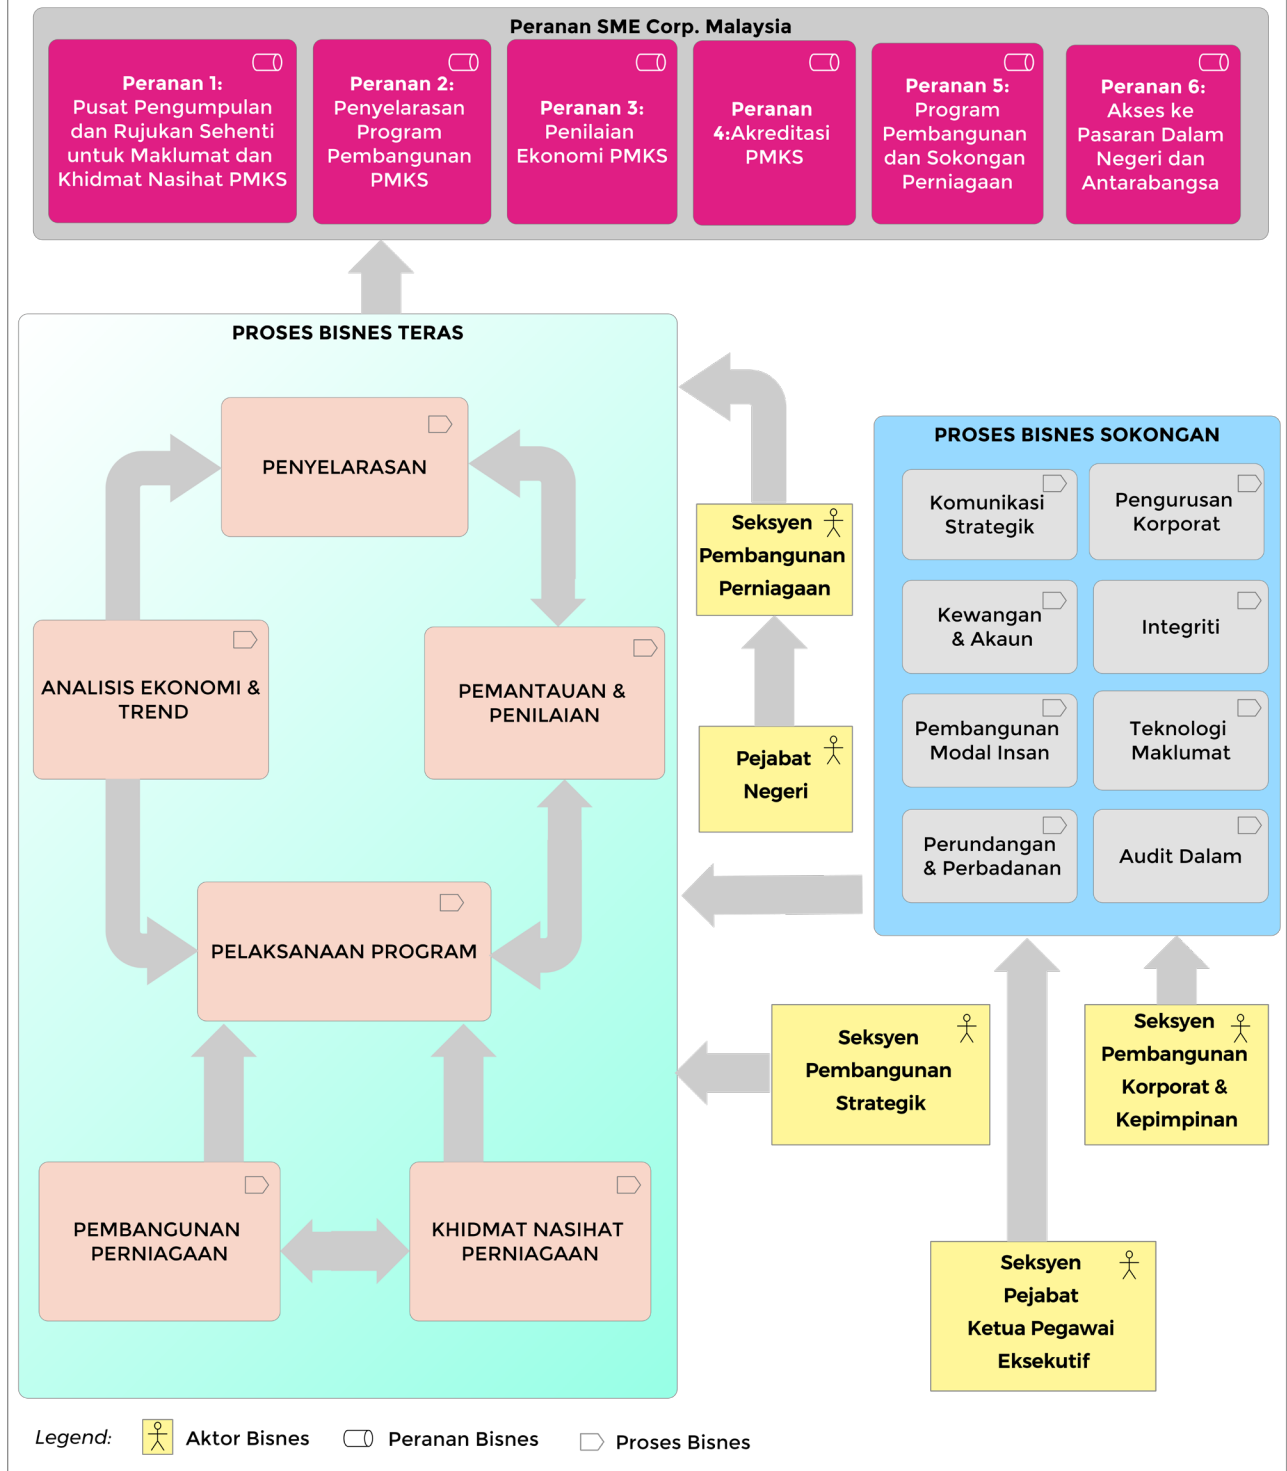 Peranan SME Corp. Malaysia
Peranan 1:
Pusat Pengumpulan
dan Rujukan Sehenti
untuk Maklumat dan
Khidmat Nasihat PMKS
Peranan 2:
Penyelarasan
Program
Pembangunan
PMKS
Peranan 3:
Penilaian
Ekonomi PMKS
Peranan
4:Akreditasi
PMKS
Peranan 5:
Program
Pembangunan
dan Sokongan
Perniagaan
Peranan 6:
Akses ke
Pasaran Dalam
Negeri dan
Antarabangsa
PROSES BISNES TERAS
PENYELARASAN
ANALISIS EKONOMI &
TREND
PEMANTAUAN &
PENILAIAN
PELAKSANAAN PROGRAM
PEMBANGUNAN
PERNIAGAAN
KHIDMAT NASIHAT
PERNIAGAAN
Seksyen
Pembangunan
Perniagaan
Pejabat
Negeri
PROSES BISNES SOKONGAN
Komunikasi
Strategik
Pengurusan
Korporat
Kewangan
& Akaun
Integriti
Pembangunan
Modal Insan
Teknologi
Maklumat
Perundangan
& Perbadanan
Audit Dalam
Seksyen
Pembangunan
Strategik
Seksyen
Pembangunan
Korporat &
Kepimpinan
Seksyen
Pejabat
Ketua Pegawai
Eksekutif
Legend:
Aktor Bisnes
Peranan Bisnes
Proses Bisnes